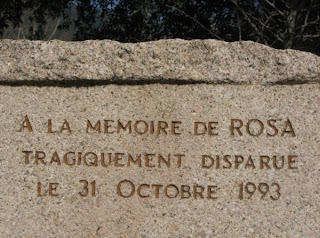 A LA MEMOIRE DE ROSA
TRAGIQUEMENT DISPARUE
LE 31 OCTOBRE 1993